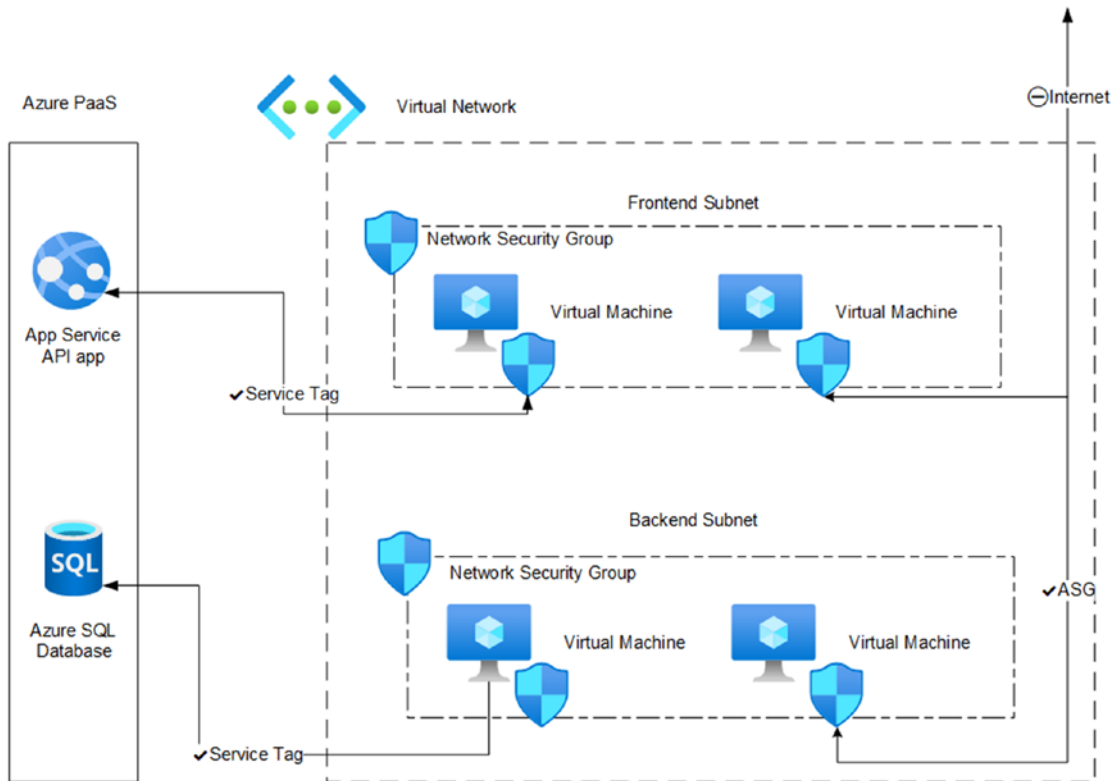 Azure PaaS
Virtual Network
Internet
Frontend Subnet
Network Security Group
Virtual Machine
Virtual Machine
App Service
API app
Service Tag
Backend Subnet
Network Security Group
SQL
ASG
Azure SQL
Database
Virtual Machine
Virtual Machine
Service Tag